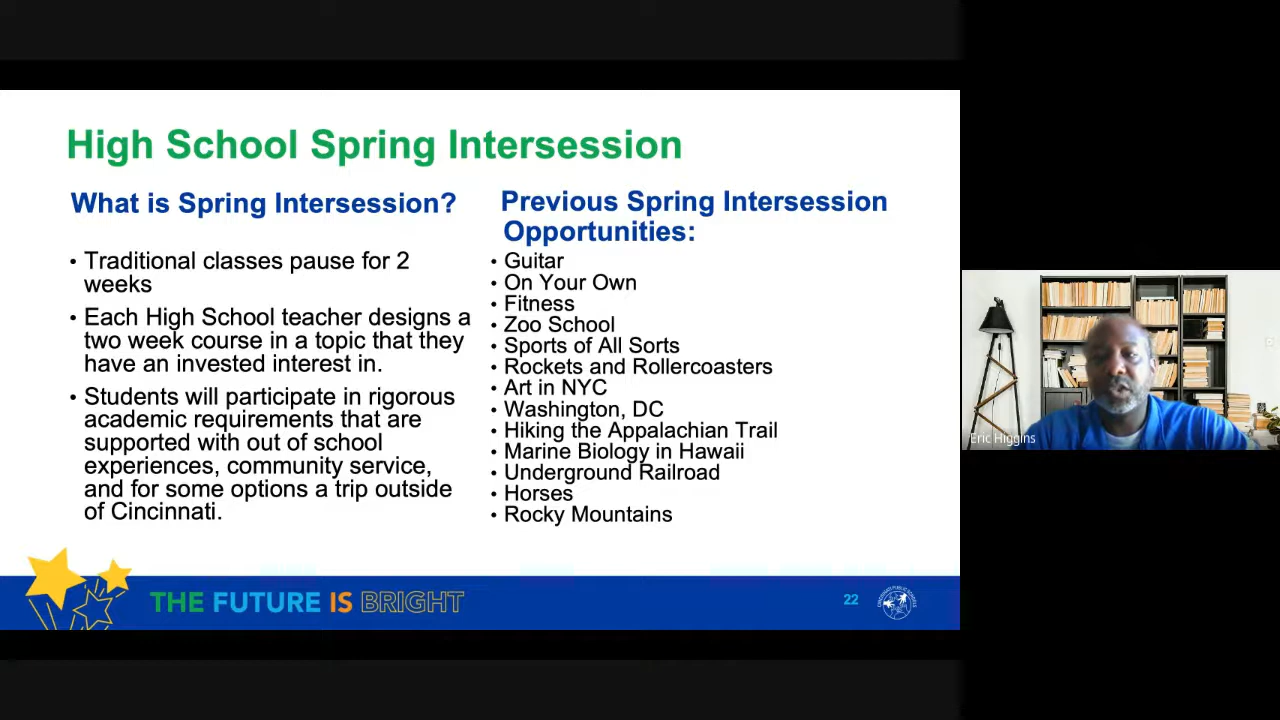 High School Spring Intersession
What is Spring Intersession?
• Traditional classes pause for 2
weeks
• Each High School teacher designs a
two week course in a topic that they
have an invested interest in.
• Students will participate in rigorous
academic requirements that are
supported with out of school
experiences, community service,
and for some options a trip outside
of Cincinnati.
Previous Spring Intersession
Opportunities:
• Guitar
• On Your Own
• Fitness
• Zoo School
• Sports of All Sorts
• Rockets and Rollercoasters
• Art in NYC
• Washington, DC
• Hiking the Appalachian Trail
• Marine Biology in Hawaii
• Underground Railroad
• Horses
• Rocky Mountains
Eric Higgins
THE FUTURE IS BRIGHT
22